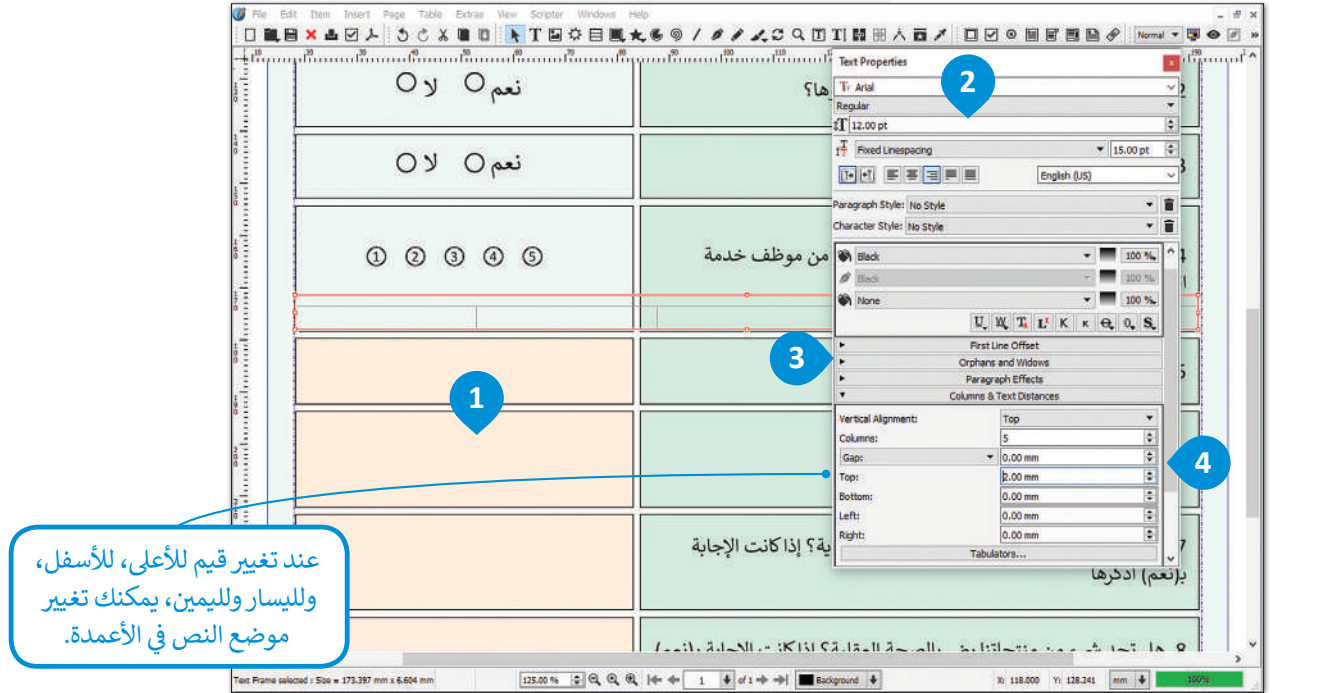 File Edit Item Insert Page Table Extras View Scripter Windows Help
Normal
Text Properties
Arial
Regular
12.00 pt
Fixed Linespacing 15.00 pt
English (US)
Paragraph Style: No Style
Character Style: No Style
Black 100 %
Black 100 %
None 100 %
First Line Offset
Orphans and Widows
Paragraph Effects
Columns & Text Distances
Vertical Alignment: Top
Columns: 5
Gap: 0.00 mm
Top: 2.00 mm
Bottom: 0.00 mm
Left: 0.00 mm
Right: 0.00 mm
Tabulators...
1
2
3
4
نعم لا
نعم لا
① ② ③ ④ ⑤
من موظف خدمة
ية؟ إذا كانت الإجابة
بـ(نعم) اذكرها
عند تغيير قيم للأعلى، للأسفل،
ولليسار ولليمين، يمكنك تغيير
موضع النص في الأعمدة.
Text Frame selected : Size = 173.397 mm x 6.604 mm
125.00 % 1 of 1 Background X: 118.000 Y: 128.241 mm 100%